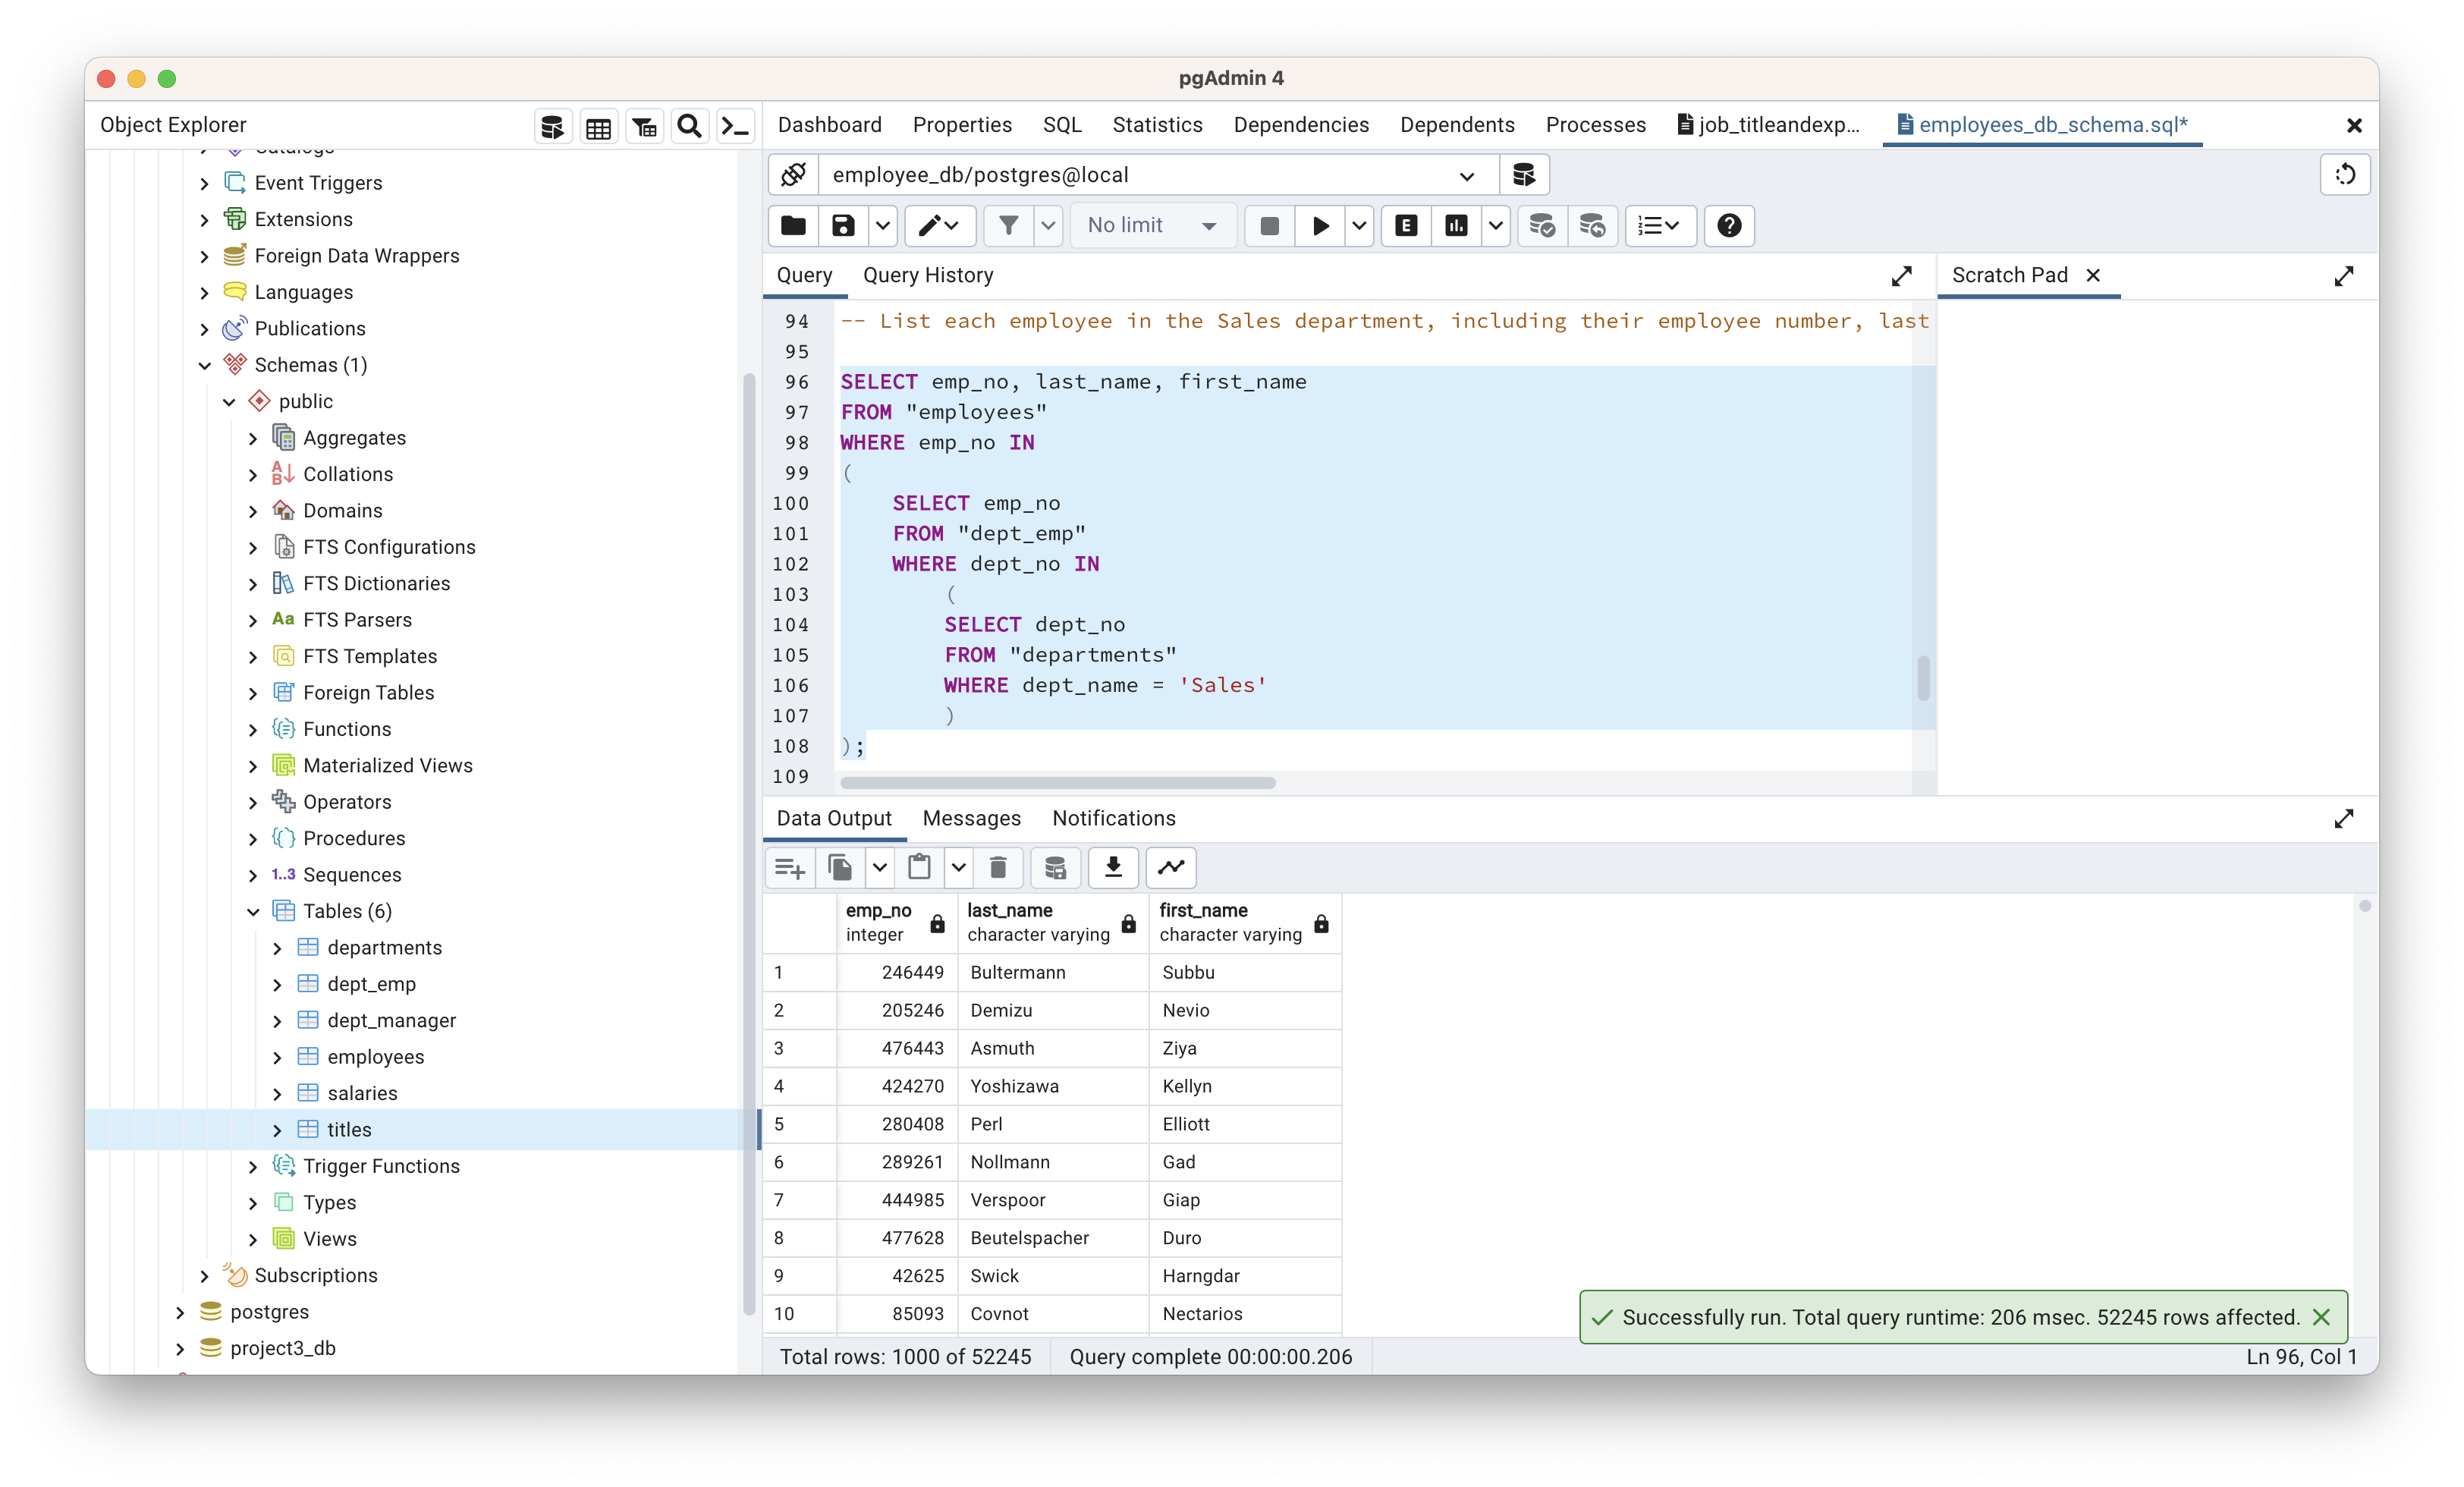 pgAdmin 4
Object Explorer
Dashboard
Properties
SQL
Statistics
Dependencies
Dependents
Processes
job_titleandexp...
employees_db_schema.sql*
Catalogs
Event Triggers
Extensions
Foreign Data Wrappers
Languages
Publications
Schemas (1)
public
Aggregates
Collations
Domains
FTS Configurations
FTS Dictionaries
Aa FTS Parsers
FTS Templates
Foreign Tables
Functions
Materialized Views
Operators
Procedures
1..3 Sequences
Tables (6)
departments
dept_emp
dept_manager
employees
salaries
titles
Trigger Functions
Types
Views
Subscriptions
postgres
project3_db
employee_db/postgres@local
No limit
E
Query
Query History
Scratch Pad
94 -- List each employee in the Sales department, including their employee number, last
95
96 SELECT emp_no, last_name, first_name
97 FROM "employees"
98 WHERE emp_no IN
99 (
100 SELECT emp_no
101 FROM "dept_emp"
102 WHERE dept_no IN
103 (
104 SELECT dept_no
105 FROM "departments"
106 WHERE dept_name = 'Sales'
107 )
108 );
109
Data Output
Messages
Notifications
emp_no integer
last_name character varying
first_name character varying
1 246449 Bultermann Subbu
2 205246 Demizu Nevio
3 476443 Asmuth Ziya
4 424270 Yoshizawa Kellyn
5 280408 Perl Elliott
6 289261 Nollmann Gad
7 444985 Verspoor Giap
8 477628 Beutelspacher Duro
9 42625 Swick Harngdar
10 85093 Covnot Nectarios
Successfully run. Total query runtime: 206 msec. 52245 rows affected.
Total rows: 1000 of 52245
Query complete 00:00:00.206
Ln 96, Col 1